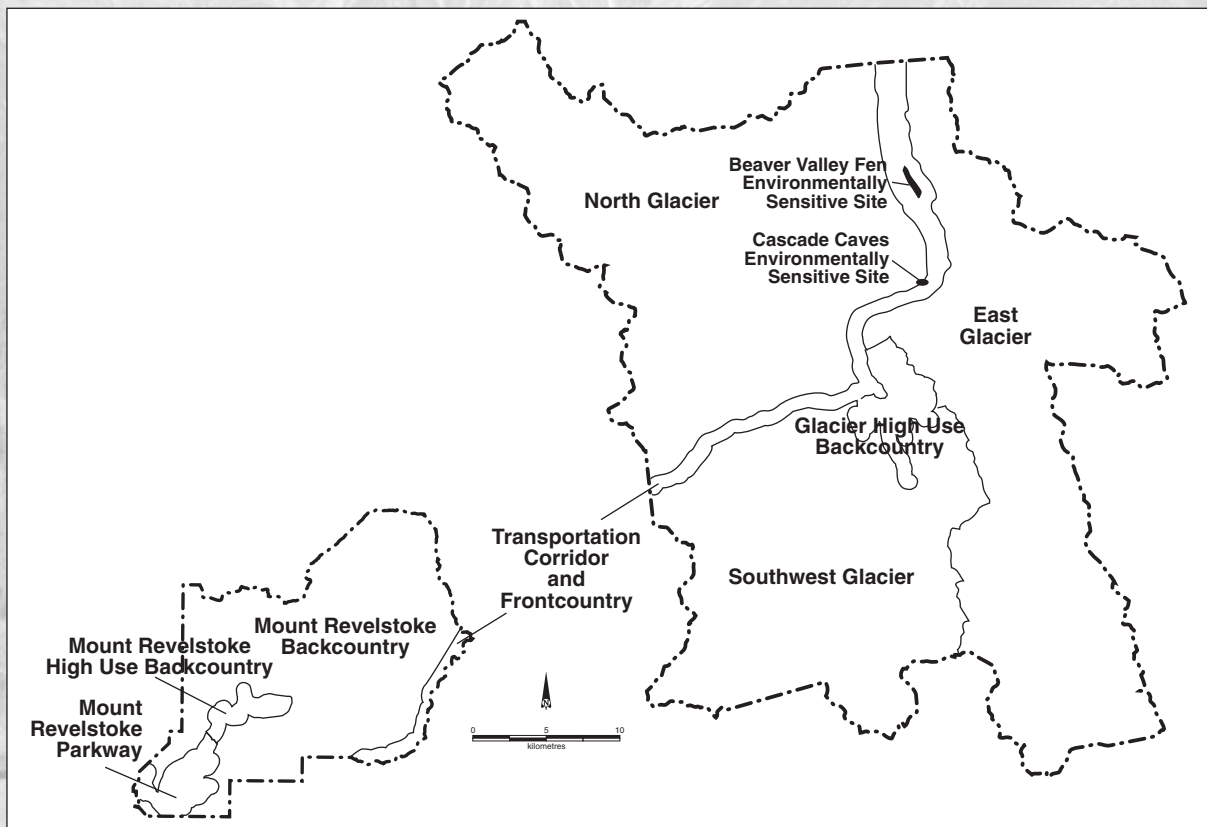 Beaver Valley Fen
Environmentally
Sensitive Site
North Glacier
Cascade Caves
Environmentally
Sensitive Site
East
Glacier
Glacier High Use
Backcountry
Transportation
Corridor
and
Frontcountry
Southwest Glacier
Mount Revelstoke
Backcountry
Mount Revelstoke
High Use Backcountry
Mount
Revelstoke
Parkway
N
0 5 10
kilometres